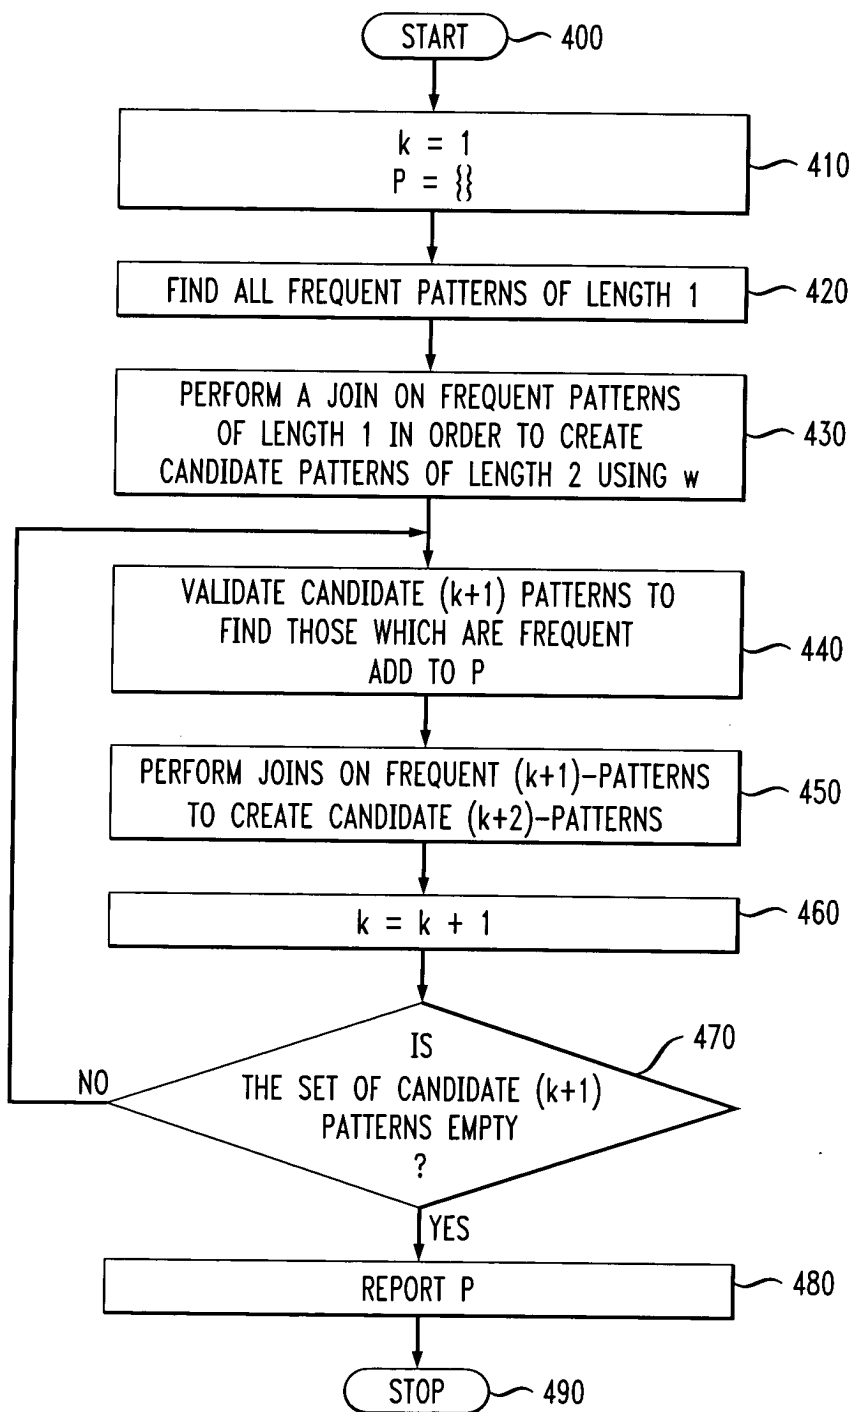 START
400
k = 1
P = {}
410
FIND ALL FREQUENT PATTERNS OF LENGTH 1
420
PERFORM A JOIN ON FREQUENT PATTERNS
OF LENGTH 1 IN ORDER TO CREATE
CANDIDATE PATTERNS OF LENGTH 2 USING w
430
VALIDATE CANDIDATE (k+1) PATTERNS TO
FIND THOSE WHICH ARE FREQUENT
ADD TO P
440
PERFORM JOINS ON FREQUENT (k+1)-PATTERNS
TO CREATE CANDIDATE (k+2)-PATTERNS
450
k = k + 1
460
IS
THE SET OF CANDIDATE (k+1)
PATTERNS EMPTY
?
470
NO
YES
REPORT P
480
STOP
490